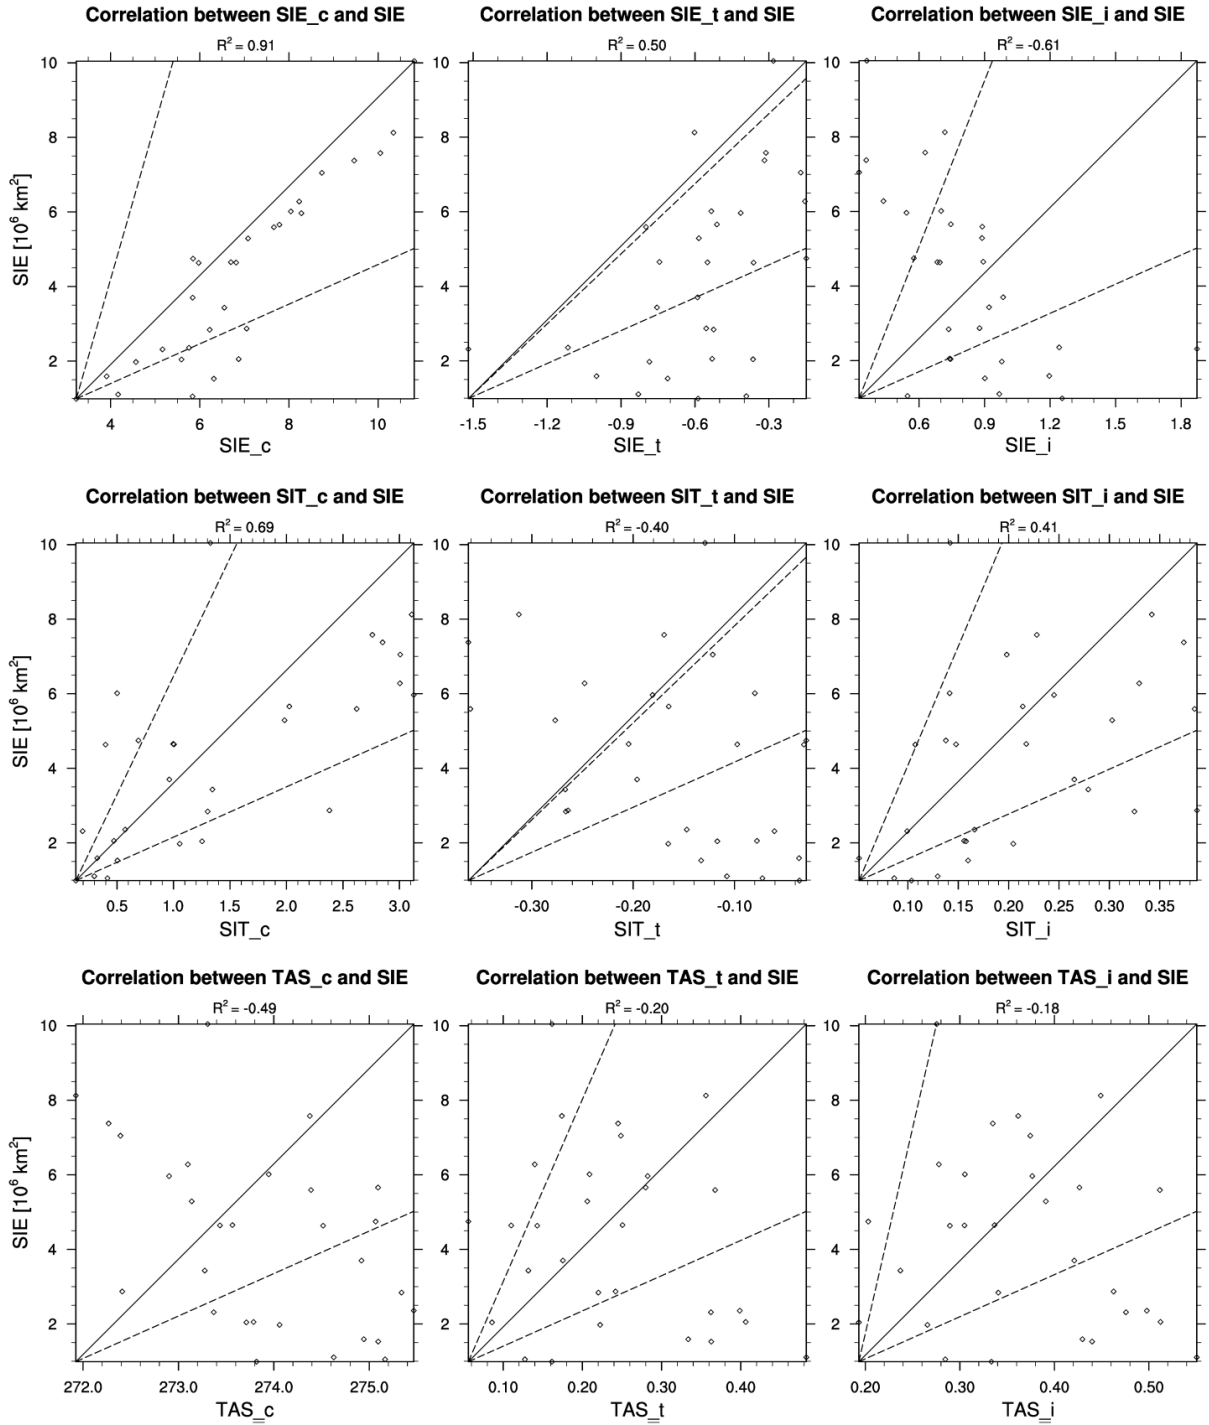 Correlation between SIE_c and SIE
Correlation between SIE_t and SIE
Correlation between SIE_i and SIE
R² = 0.91
R² = 0.50
R² = -0.61
10
8
6
4
2
10
8
6
4
2
10
8
6
4
2
SIE [10⁶ km²]
4 6 8 10
-1.5 -1.2 -0.9 -0.6 -0.3
0.6 0.9 1.2 1.5 1.8
SIE_c
SIE_t
SIE_i
Correlation between SIT_c and SIE
Correlation between SIT_t and SIE
Correlation between SIT_i and SIE
R² = 0.69
R² = -0.40
R² = 0.41
10
8
6
4
2
10
8
6
4
2
10
8
6
4
2
SIE [10⁶ km²]
0.5 1.0 1.5 2.0 2.5 3.0
-0.30 -0.20 -0.10
0.10 0.15 0.20 0.25 0.30 0.35
SIT_c
SIT_t
SIT_i
Correlation between TAS_c and SIE
Correlation between TAS_t and SIE
Correlation between TAS_i and SIE
R² = -0.49
R² = -0.20
R² = -0.18
10
8
6
4
2
10
8
6
4
2
10
8
6
4
2
SIE [10⁶ km²]
272.0 273.0 274.0 275.0
0.10 0.20 0.30 0.40
0.20 0.30 0.40 0.50
TAS_c
TAS_t
TAS_i